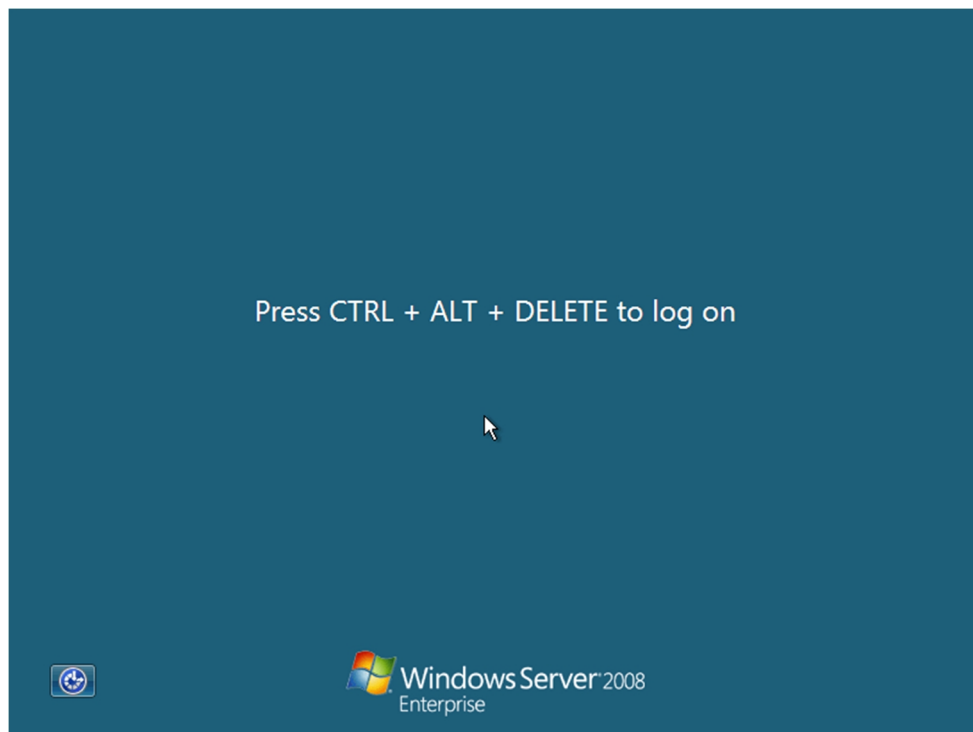 Press CTRL + ALT + DELETE to log on
Windows Server 2008
Enterprise